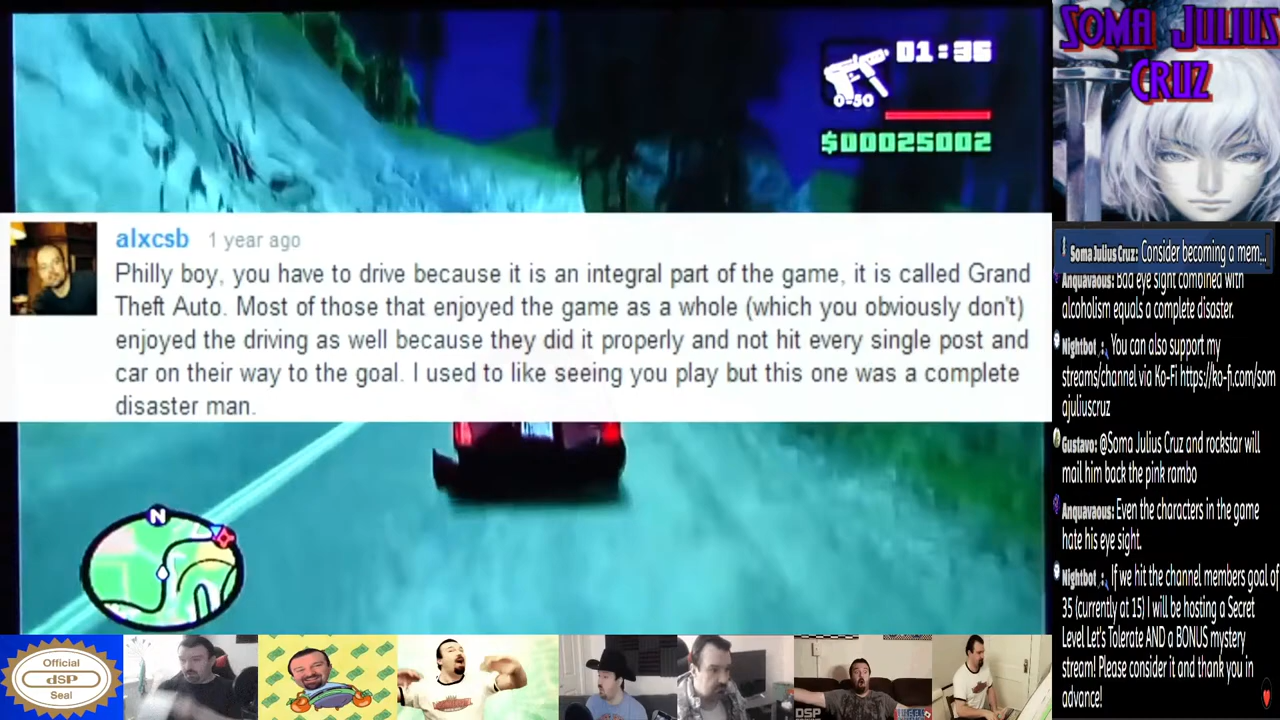 01:36
0-50
$00025002
N
alxcsb 1 year ago
Philly boy, you have to drive because it is an integral part of the game, it is called Grand
Theft Auto. Most of those that enjoyed the game as a whole (which you obviously don't)
enjoyed the driving as well because they did it properly and not hit every single post and
car on their way to the goal. I used to like seeing you play but this one was a complete
disaster man.
Official
dSP
Seal
DSP
SOMA JULIUS
CRUZ
Soma Julius Cruz: Consider becoming a mem...
Anquavaous: Bad eye sight combined with
alcoholism equals a complete disaster.
Nightbot: You can also support my
streams/channel via Ko-Fi https://ko-fi.com/som
ajuliuscruz
Gustavo: @Soma Julius Cruz and rockstar will
mail him back the pink rambo
Anquavaous: Even the characters in the game
hate his eye sight.
Nightbot: If we hit the channel members goal of
35 (currently at 15) I will be hosting a Secret
Level Let's Tolerate AND a BONUS mystery
stream! Please consider it and thank you in
advance!